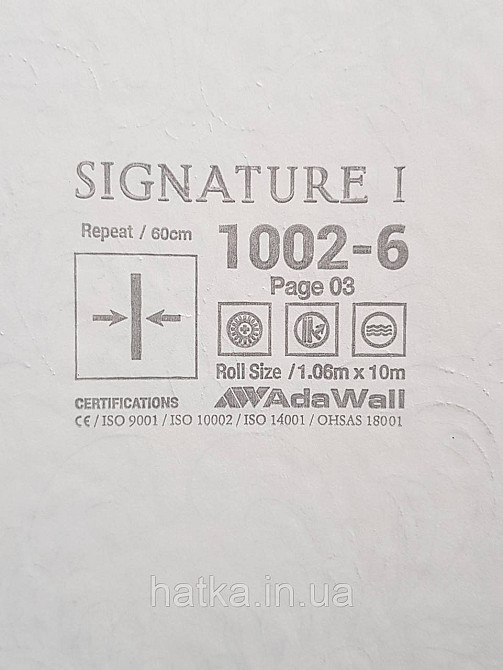 SIGNATURE I
Repeat / 60cm
1002-6
Page 03
Roll Size / 1.06m x 10m
CERTIFICATIONS
AdaWall
CE / ISO 9001 / ISO 10002 / ISO 14001 / OHSAS 18001
hatka.in.ua